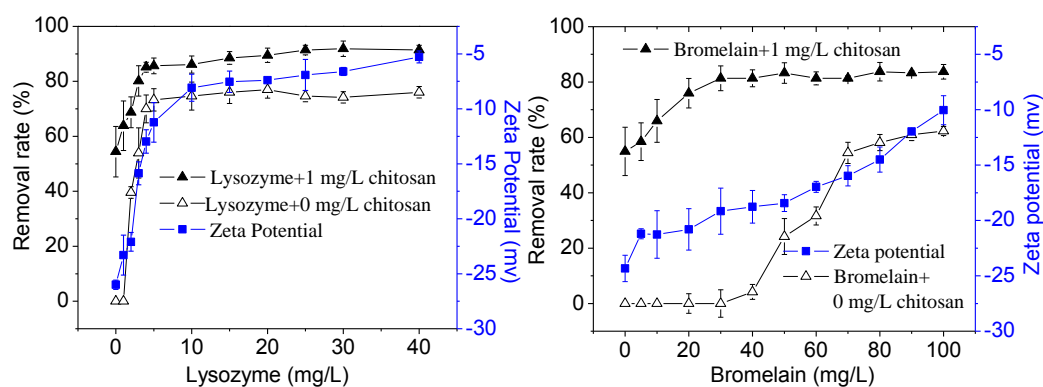 100
80
60
40
20
0
Removal rate (%)
Lysozyme+1 mg/L chitosan
Lysozyme+0 mg/L chitosan
Zeta Potential
-5
-10
-15
-20
-25
-30
Zeta Potential (mv)
0 10 20 30 40
Lysozyme (mg/L)
100
80
60
40
20
0
Removal rate (%)
Bromelain+1 mg/L chitosan
Zeta potential
Bromelain+
0 mg/L chitosan
-5
-10
-15
-20
-25
-30
Zeta potential (mv)
0 20 40 60 80 100
Bromelain (mg/L)